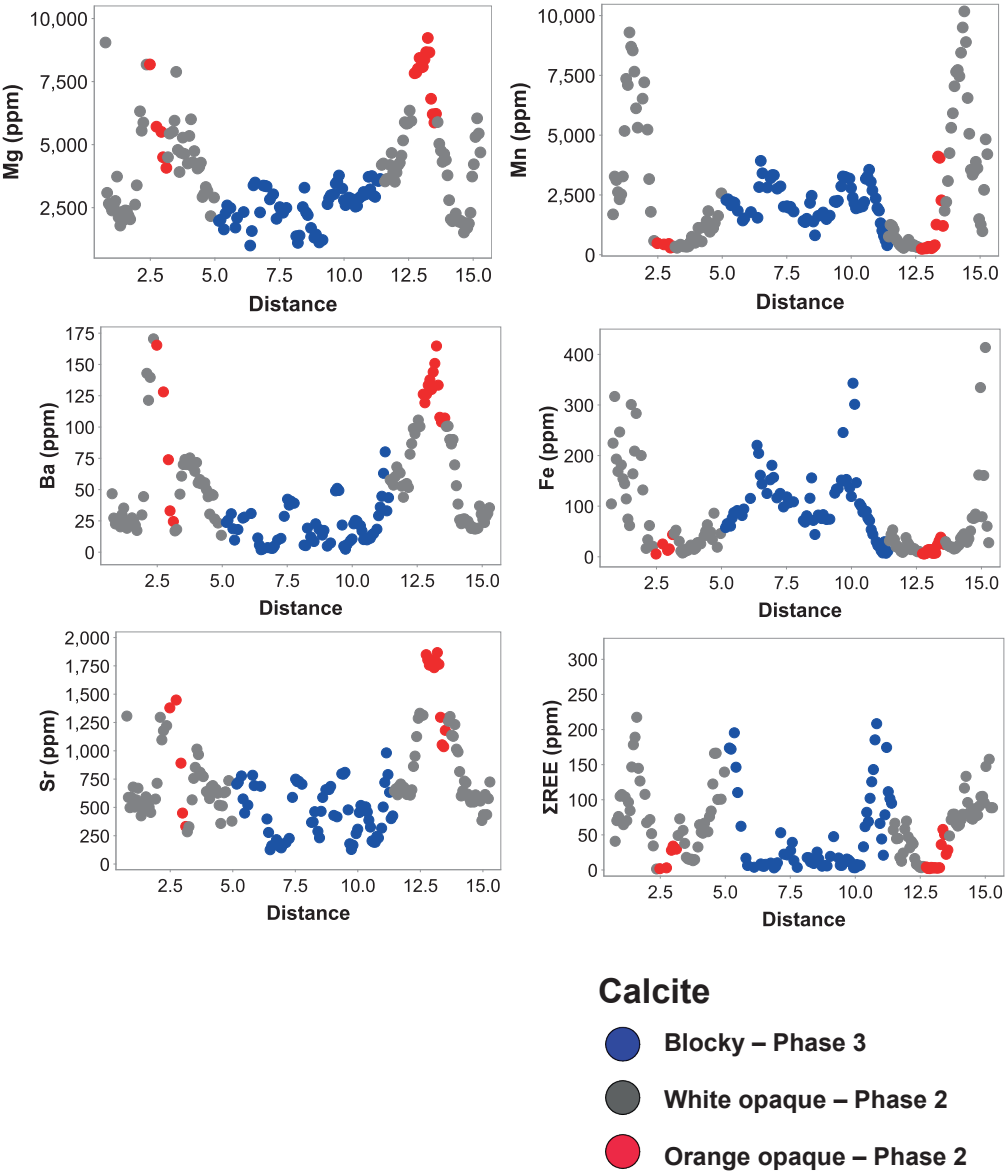 Mg (ppm)
10,000
7,500
5,000
2,500
2.5 5.0 7.5 10.0 12.5 15.0
Distance
Mn (ppm)
10,000
7,500
5,000
2,500
0
2.5 5.0 7.5 10.0 12.5 15.0
Distance
Ba (ppm)
175
150
125
100
75
50
25
0
2.5 5.0 7.5 10.0 12.5 15.0
Distance
Fe (ppm)
400
300
200
100
0
2.5 5.0 7.5 10.0 12.5 15.0
Distance
Sr (ppm)
2,000
1,750
1,500
1,250
1,000
750
500
250
0
2.5 5.0 7.5 10.0 12.5 15.0
Distance
ΣREE (ppm)
300
250
200
150
100
50
0
2.5 5.0 7.5 10.0 12.5 15.0
Distance
Calcite
Blocky – Phase 3
White opaque – Phase 2
Orange opaque – Phase 2